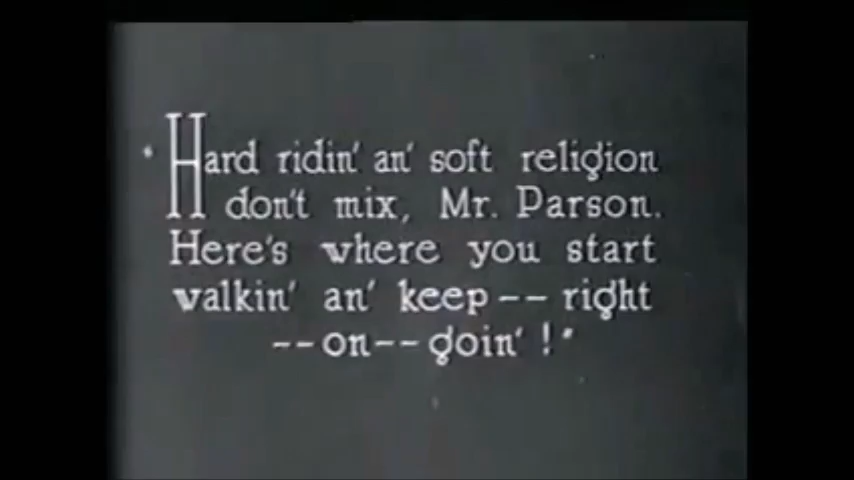 "Hard ridin' an' soft religion
don't mix, Mr. Parson.
Here's where you start
walkin' an' keep -- right
-- on -- goin' !"